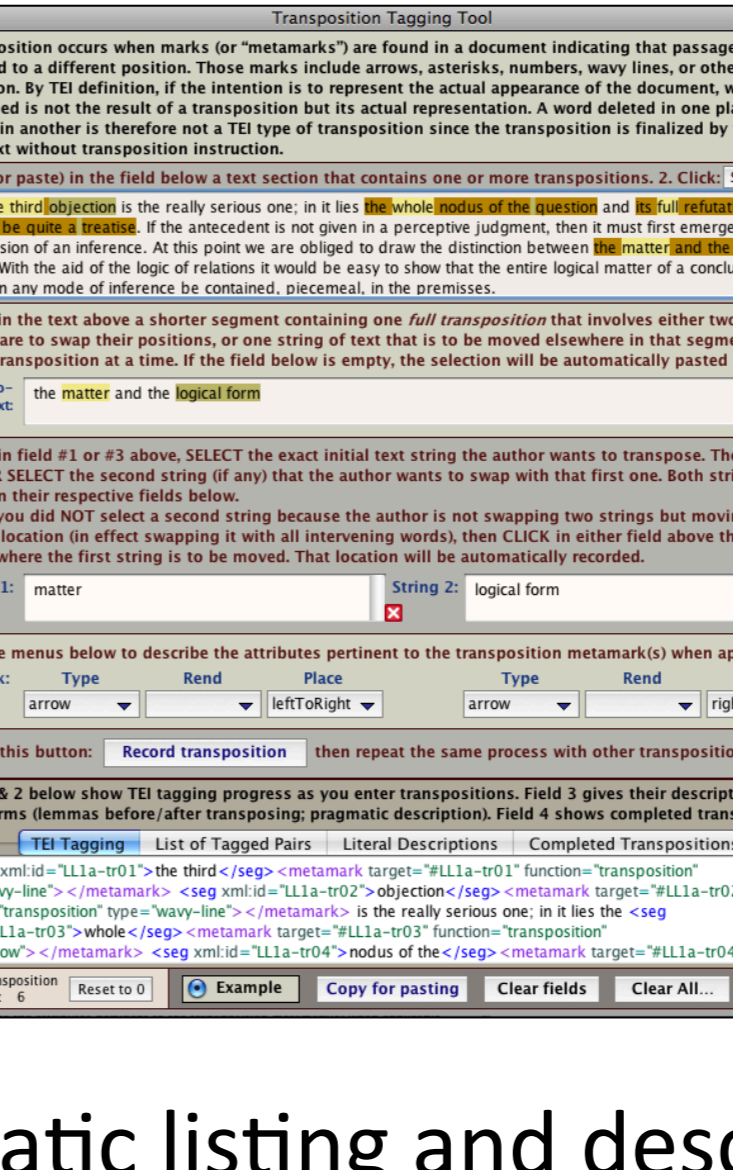 Transposition Tagging Tool
osition occurs when marks (or “metamarks”) are found in a document indicating that passage
d to a different position. Those marks include arrows, asterisks, numbers, wavy lines, or othe
on. By TEI definition, if the intention is to represent the actual appearance of the document, w
ed is not the result of a transposition but its actual representation. A word deleted in one pla
in another is therefore not a TEI type of transposition since the transposition is finalized by
xt without transposition instruction.
or paste) in the field below a text section that contains one or more transpositions. 2. Click:
e third objection is the really serious one; in it lies the whole nodus of the question and its full refutat
be quite a treatise. If the antecedent is not given in a perceptive judgment, then it must first emerge
sion of an inference. At this point we are obliged to draw the distinction between the matter and the
With the aid of the logic of relations it would be easy to show that the entire logical matter of a conclu
n any mode of inference be contained, piecemeal, in the premisses.
in the text above a shorter segment containing one full transposition that involves either two
are to swap their positions, or one string of text that is to be moved elsewhere in that segme
ransposition at a time. If the field below is empty, the selection will be automatically pasted
o-
xt: the matter and the logical form
in field #1 or #3 above, SELECT the exact initial text string the author wants to transpose. The
R SELECT the second string (if any) that the author wants to swap with that first one. Both stri
n their respective fields below.
you did NOT select a second string because the author is not swapping two strings but movin
location (in effect swapping it with all intervening words), then CLICK in either field above th
where the first string is to be moved. That location will be automatically recorded.
1: matter String 2: logical form
e menus below to describe the attributes pertinent to the transposition metamark(s) when ap
k: Type Rend Place Type Rend
arrow leftToRight arrow rig
this button: Record transposition then repeat the same process with other transpositio
& 2 below show TEI tagging progress as you enter transpositions. Field 3 gives their descript
rms (lemmas before/after transposing; pragmatic description). Field 4 shows completed trans
TEI Tagging List of Tagged Pairs Literal Descriptions Completed Transpositions
xml:id="LL1a-tr01">the third</seg><metamark target="#LL1a-tr01" function="transposition"
vy-line"></metamark> <seg xml:id="LL1a-tr02">objection</seg><metamark target="#LL1a-tr02
"transposition" type="wavy-line"></metamark> is the really serious one; in it lies the <seg
L1a-tr03">whole</seg><metamark target="#LL1a-tr03" function="transposition"
ow"></metamark> <seg xml:id="LL1a-tr04">nodus of the</seg><metamark target="#LL1a-tr04
nsposition
: 6 Reset to 0 Example Copy for pasting Clear fields Clear All...
atic listing and desc